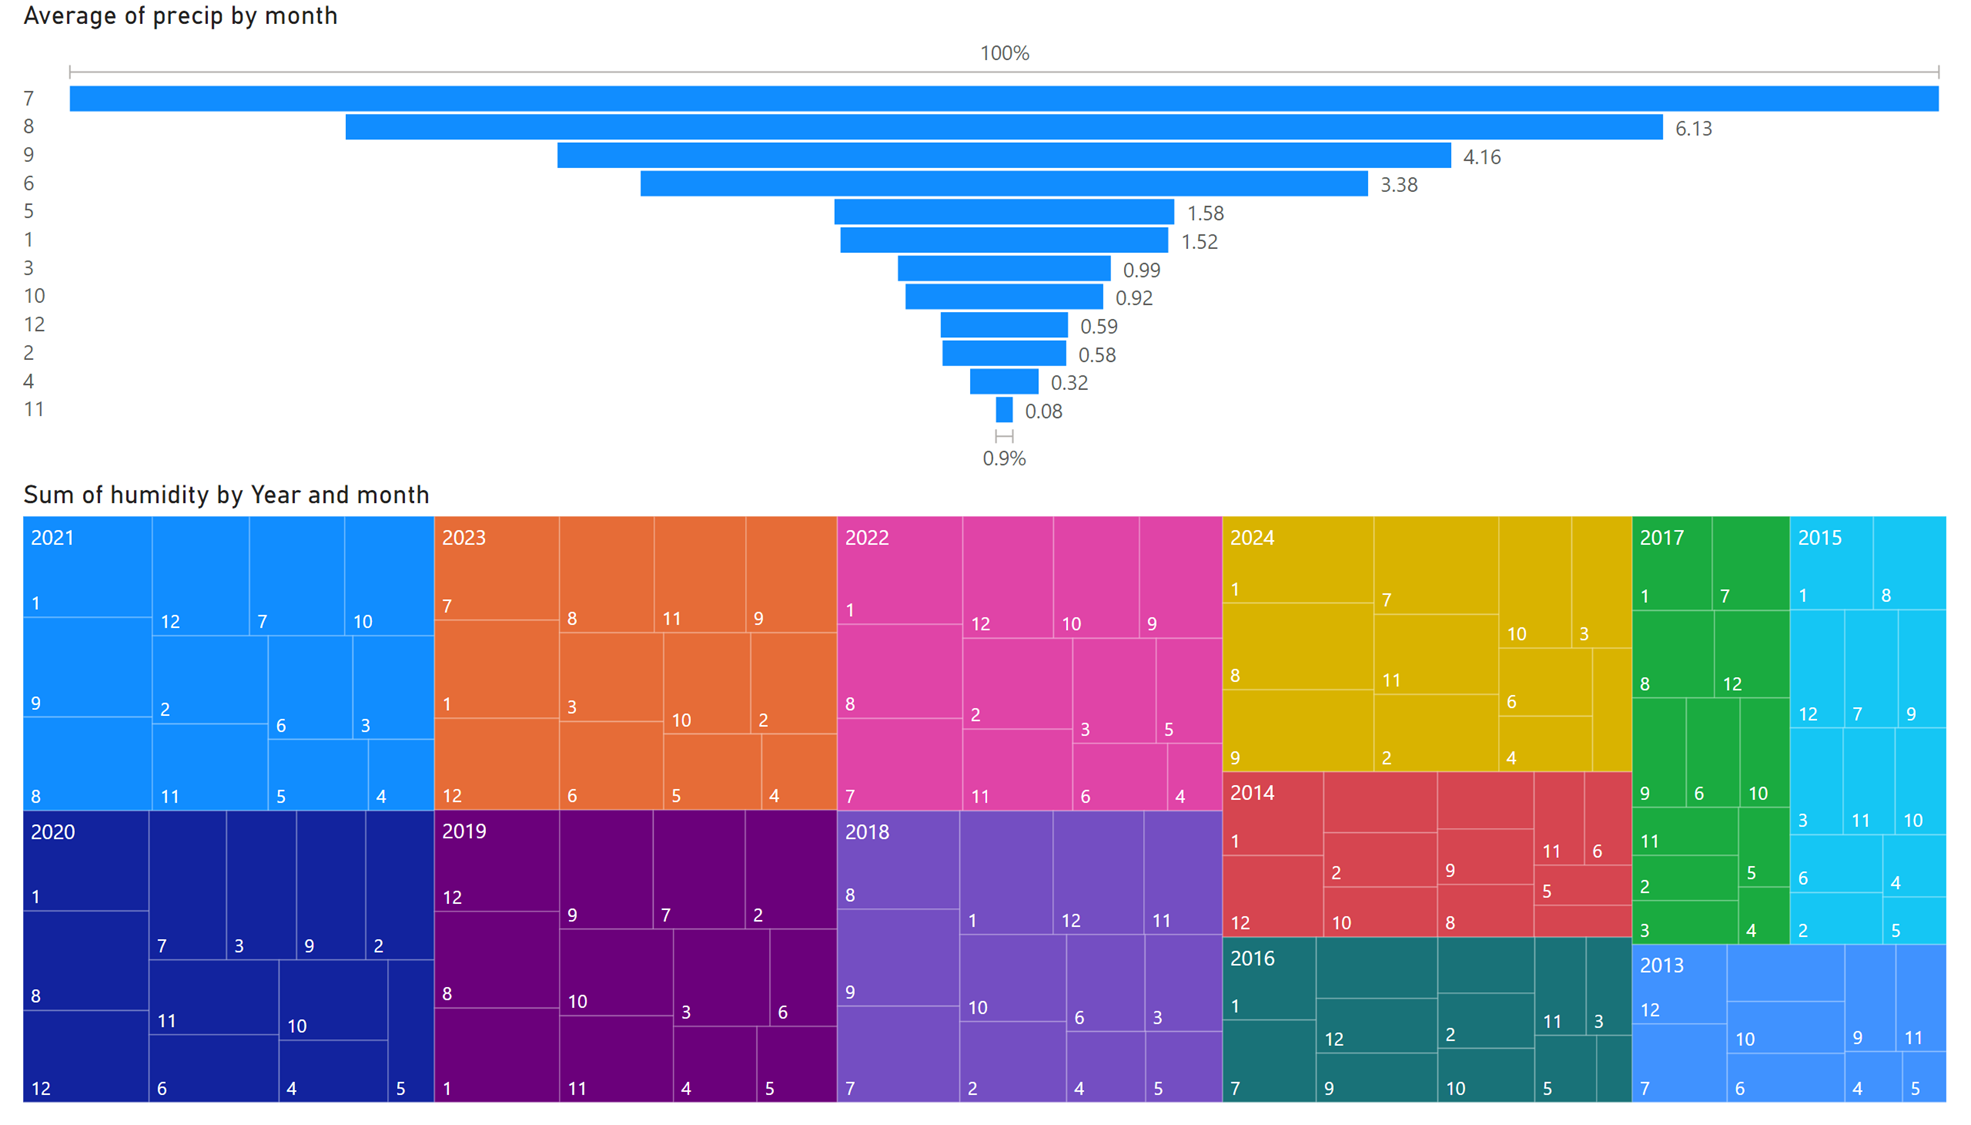 Average of precip by month
100%
7
8 6.13
9 4.16
6 3.38
5 1.58
1 1.52
3 0.99
10 0.92
12 0.59
2 0.58
4 0.32
11 0.08
0.9%
Sum of humidity by Year and month
2021
1 12 7 10
9 2 6 3
8 11 5 4
2023
7 8 11 9
1 3 10 2
12 6 5 4
2022
1 12 10 9
8 2 3 5
7 11 6 4
2024
1 7 10 3
8 11 6
9 2 4
2017
1 7
8 12
9 6 10
11
2 5
3 4
2015
1 8
12 7 9
3 11 10
6 4
2 5
2020
1 7 3 9 2
8 11 10
12 6 4 5
2019
12 9 7 2
8 10 3 6
1 11 4 5
2018
8 1 12 11
9 10 6 3
7 2 4 5
2014
1 2 9 11 6
5
12 10 8
2016
1 12 2 11 3
7 9 10 5
2013
12 10 9 11
7 6 4 5